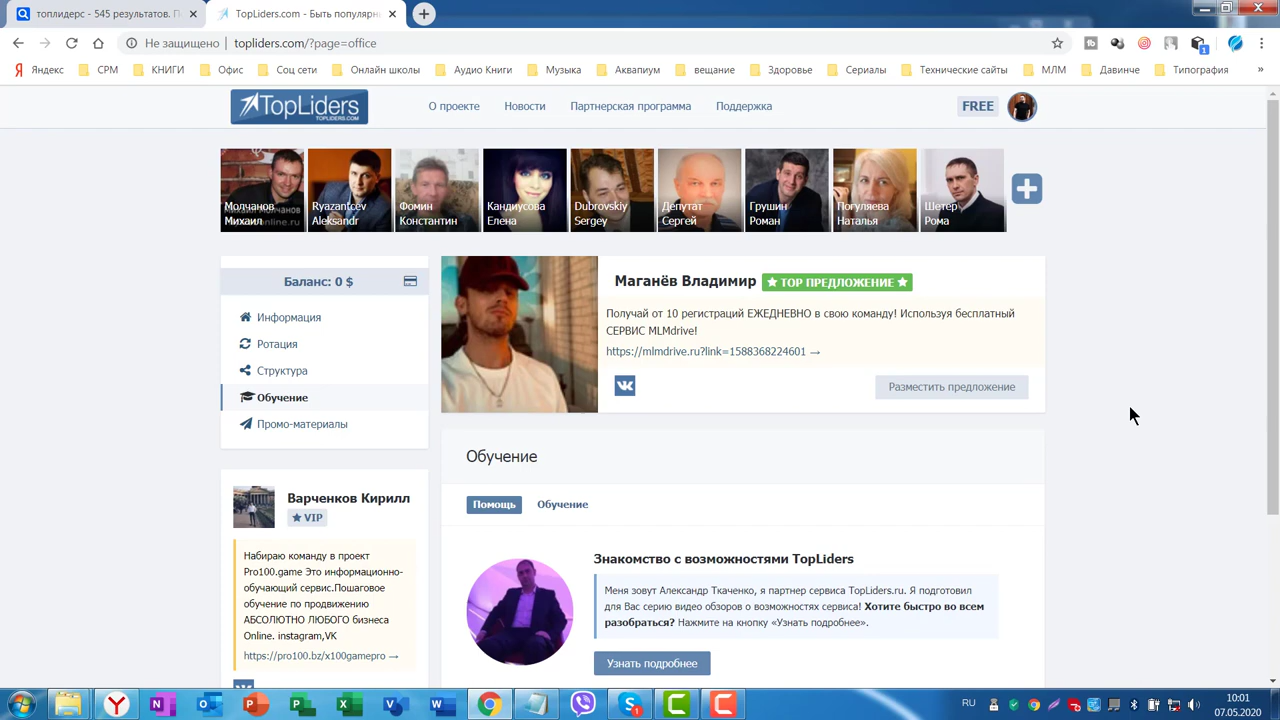 топлидерс - 545 результатов. П
TopLiders.com - Быть популярн
Не защищено | topliders.com/?page=office
Яндекс
СРМ
КНИГИ
Офис
Соц сети
Онлайн школы
Аудио Книги
Музыка
Аквапиум
вещание
Здоровье
Сериалы
Технические сайты
МЛМ
Давинче
Типография
»
TopLiders
TOPLIDERS.COM
О проекте
Новости
Партнерская программа
Поддержка
FREE
Молчанов
Михаил
Ryazantcev
Aleksandr
Фомин
Константин
Кандиусова
Елена
Dubrovskiy
Sergey
Депутат
Сергей
Грушин
Роман
Погуляева
Наталья
Шетер
Рома
Баланс: 0 $
Информация
Ротация
Структура
Обучение
Промо-материалы
Маганёв Владимир
★ TOP ПРЕДЛОЖЕНИЕ ★
Получай от 10 регистраций ЕЖЕДНЕВНО в свою команду! Используя бесплатный
СЕРВИС MLMdrive!
https://mlmdrive.ru?link=1588368224601 →
Разместить предложение
Обучение
Помощь
Обучение
Знакомство с возможностями TopLiders
Меня зовут Александр Ткаченко, я партнер сервиса TopLiders.ru. Я подготовил
для Вас серию видео обзоров о возможностях сервиса! Хотите быстро во всем
разобраться? Нажмите на кнопку «Узнать подробнее».
Узнать подробнее
Варченков Кирилл
★ VIP
Набираю команду в проект
Pro100.game Это информационно-
обучающий сервис.Пошаговое
обучение по продвижению
АБСОЛЮТНО ЛЮБОГО бизнеса
Online. instagram,VK
https://pro100.bz/x100gamepro →
RU
10:01
07.05.2020